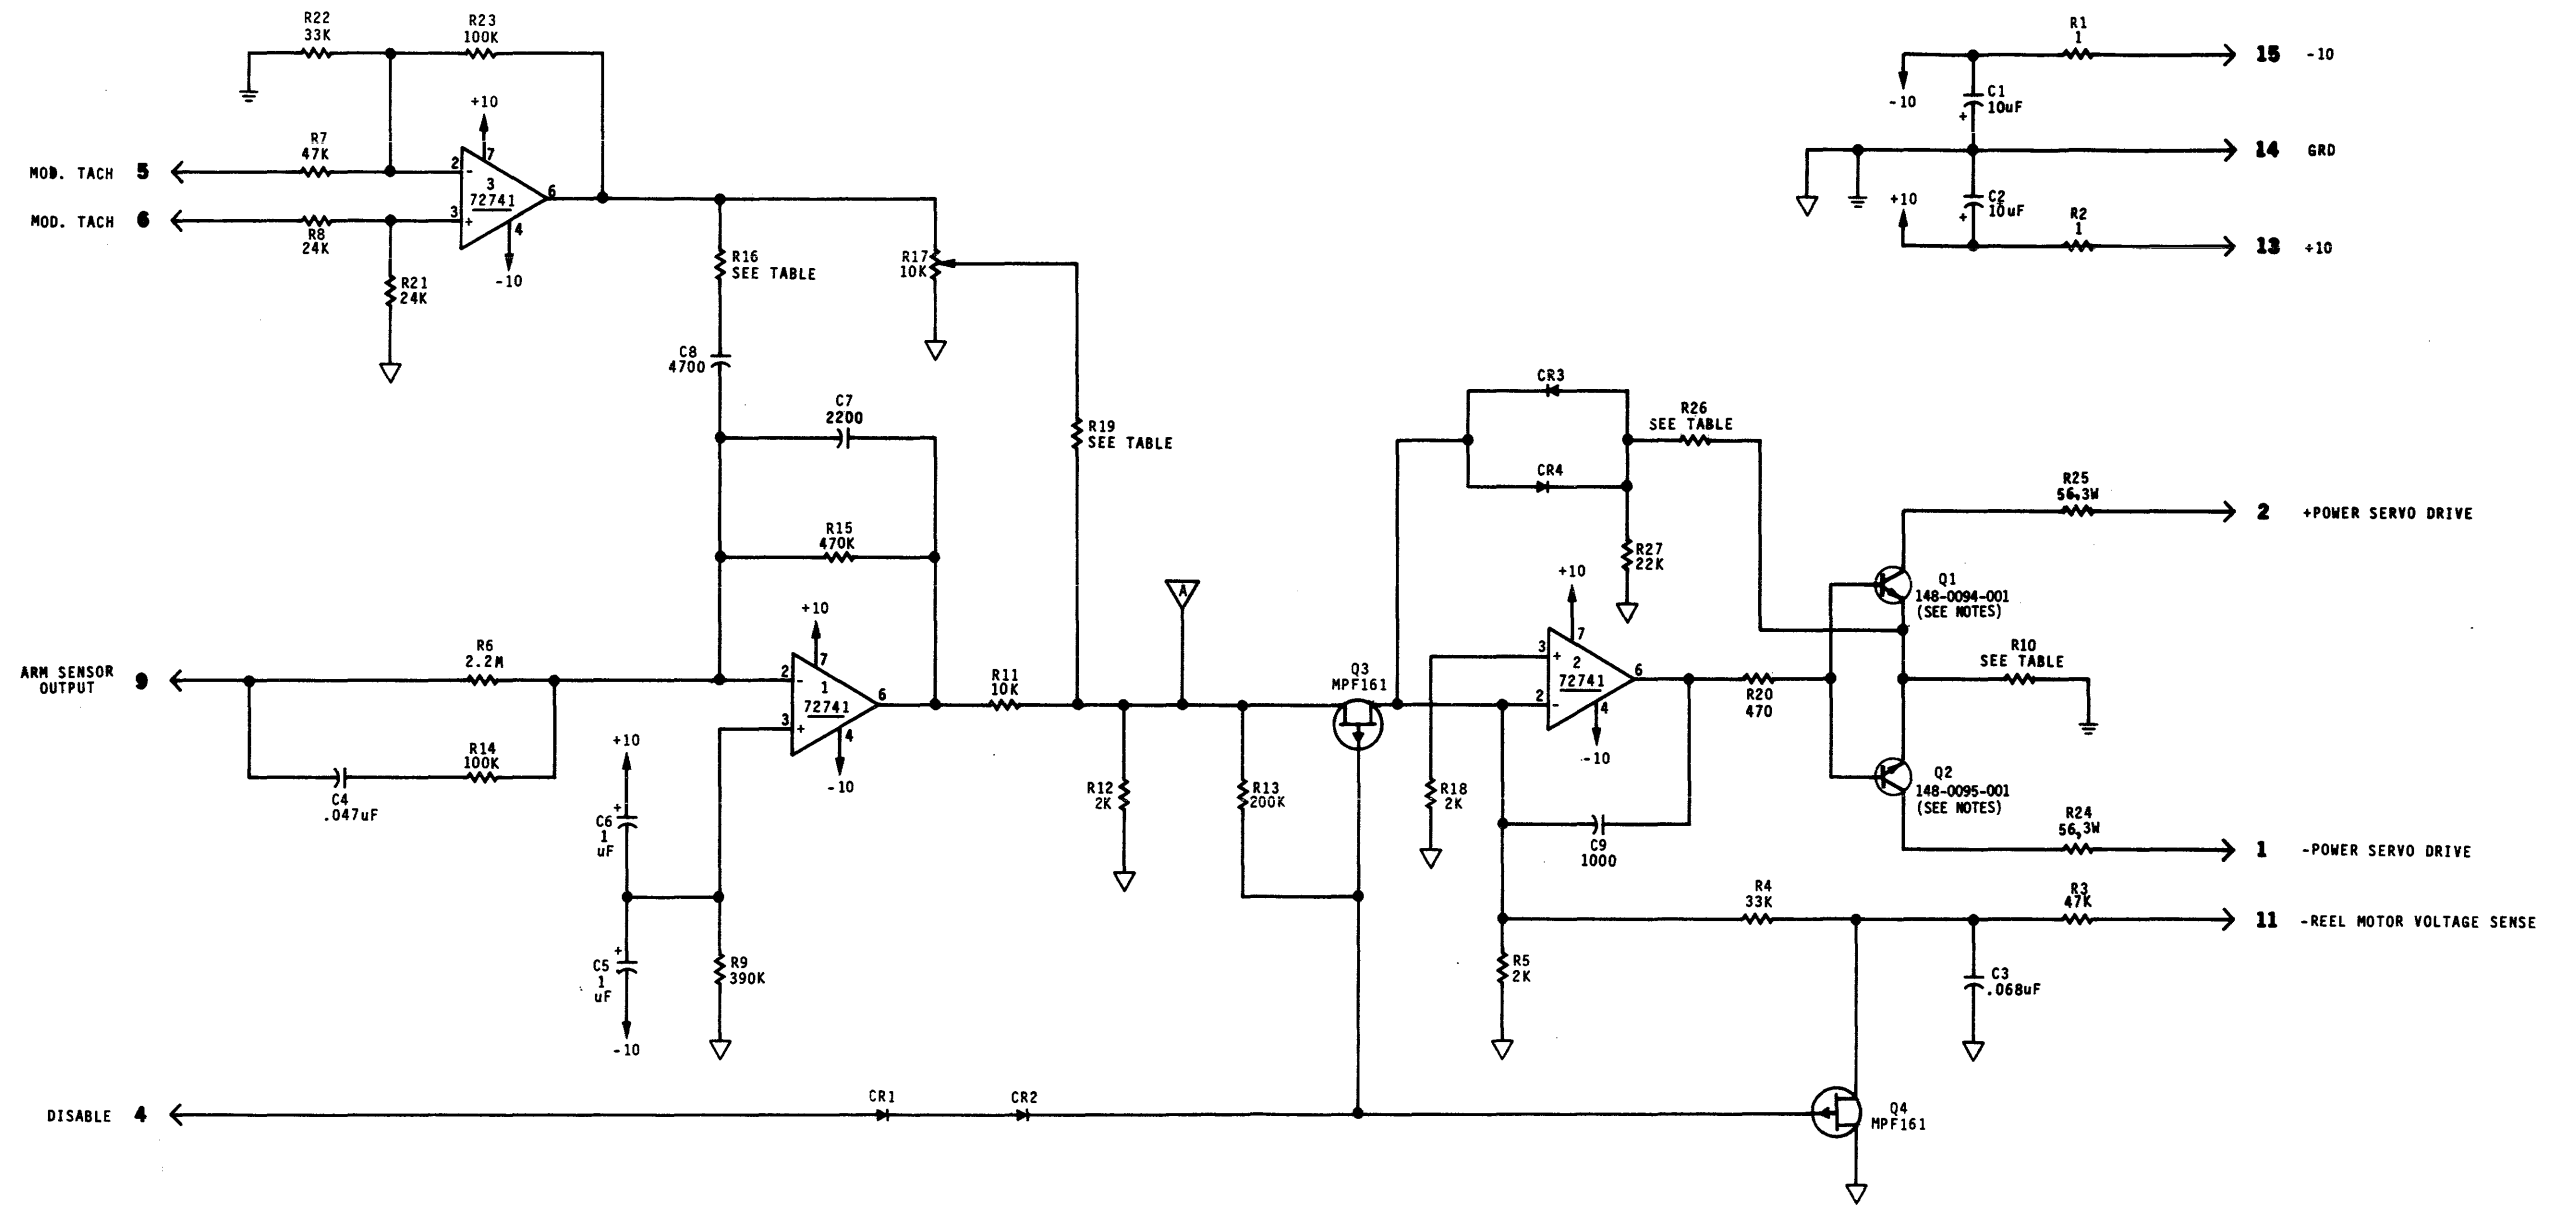 R22
33K
R23
100K
+10
R7
47K
MOD. TACH 5
2
-
7
3
72741
6
MOD. TACH 6
3
+
4
R8
24K
-10
R21
24K
R16
SEE TABLE
R17
10K
C8
4700
C7
2200
R19
SEE TABLE
R15
470K
R1
1
15 -10
-10
C1
10uF
+
14 GRD
+10
C2
10uF
+
R2
1
13 +10
CR3
R26
SEE TABLE
CR4
R27
22K
R25
56,3W
2 +POWER SERVO DRIVE
+10
7
3
+
2
72741
6
2
-
4
-10
Q1
148-0094-001
(SEE NOTES)
R10
SEE TABLE
R20
470
Q2
148-0095-001
(SEE NOTES)
R24
56,3W
1 -POWER SERVO DRIVE
ARM SENSOR
OUTPUT 9
R6
2.2M
C4
.047uF
R14
100K
+10
7
2
-
1
72741
6
3
+
4
-10
R11
10K
A
Q3
MPF161
+10
+
C6
1
uF
+
C5
1
uF
-10
R9
390K
R12
2K
R13
200K
R18
2K
C9
1000
R4
33K
R3
47K
11 -REEL MOTOR VOLTAGE SENSE
R5
2K
C3
.068uF
DISABLE 4
CR1
CR2
Q4
MPF161